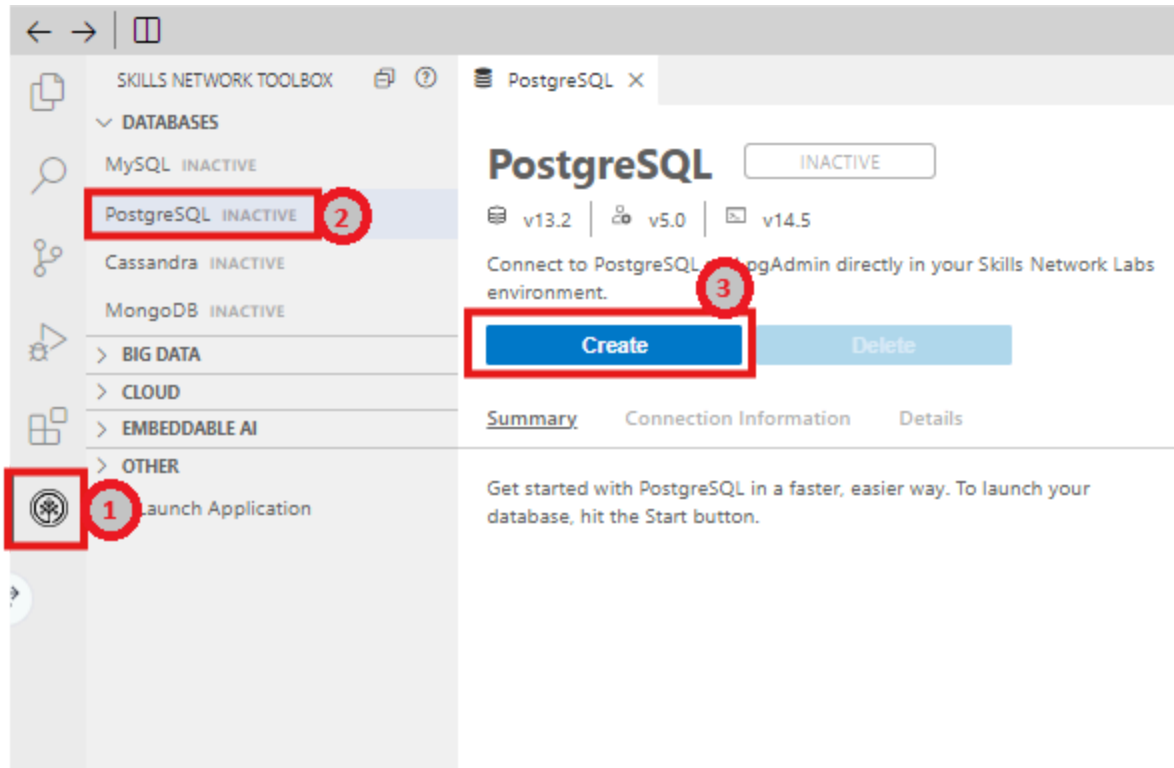 SKILLS NETWORK TOOLBOX
PostgreSQL
DATABASES
MySQL INACTIVE
PostgreSQL INACTIVE
2
Cassandra INACTIVE
MongoDB INACTIVE
BIG DATA
CLOUD
EMBEDDABLE AI
OTHER
1
Launch Application
PostgreSQL
INACTIVE
v13.2
v5.0
v14.5
Connect to PostgreSQL pgAdmin directly in your Skills Network Labs
environment.
3
Create
Delete
Summary
Connection Information
Details
Get started with PostgreSQL in a faster, easier way. To launch your
database, hit the Start button.